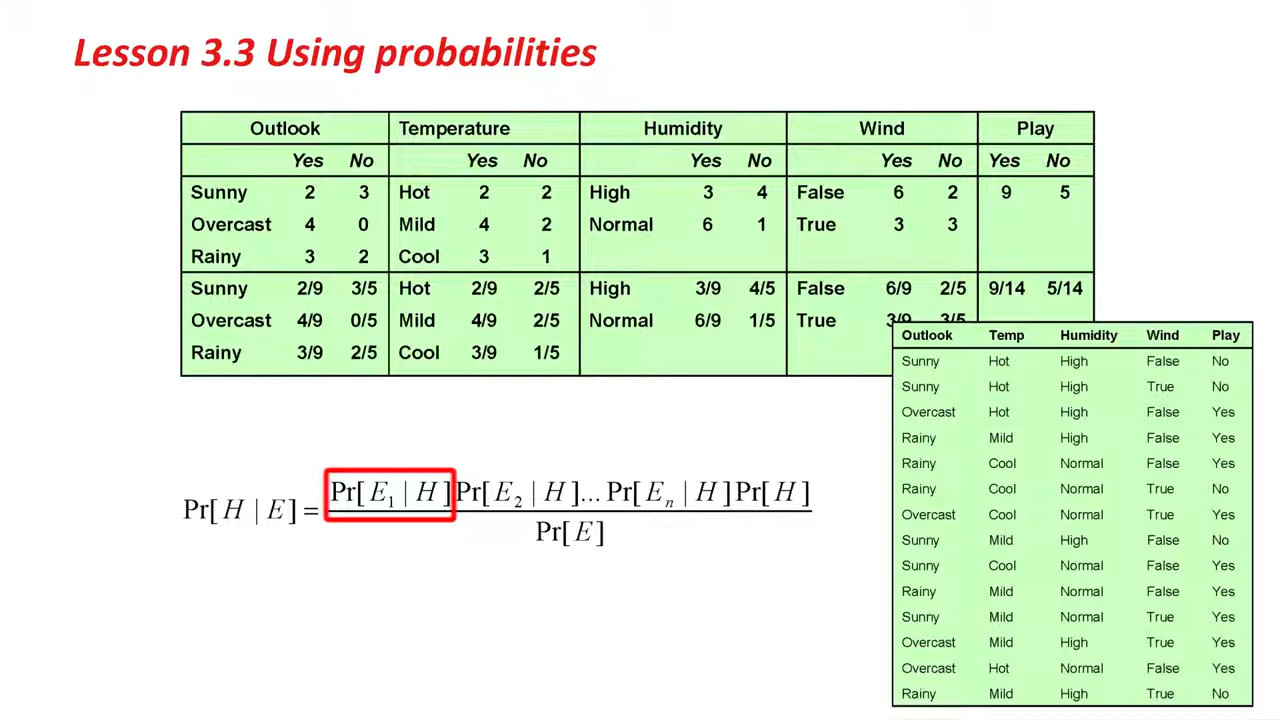 Lesson 3.3 Using probabilities
Outlook Temperature Humidity Wind Play
Yes No Yes No Yes No Yes No Yes No
Sunny 2 3 Hot 2 2 High 3 4 False 6 2 9 5
Overcast 4 0 Mild 4 2 Normal 6 1 True 3 3
Rainy 3 2 Cool 3 1
Sunny 2/9 3/5 Hot 2/9 2/5 High 3/9 4/5 False 6/9 2/5 9/14 5/14
Overcast 4/9 0/5 Mild 4/9 2/5 Normal 6/9 1/5 True 3/9 3/5
Rainy 3/9 2/5 Cool 3/9 1/5
Outlook Temp Humidity Wind Play
Sunny Hot High False No
Sunny Hot High True No
Overcast Hot High False Yes
Rainy Mild High False Yes
Rainy Cool Normal False Yes
Rainy Cool Normal True No
Overcast Cool Normal True Yes
Sunny Mild High False No
Sunny Cool Normal False Yes
Rainy Mild Normal False Yes
Sunny Mild Normal True Yes
Overcast Mild High True Yes
Overcast Hot Normal False Yes
Rainy Mild High True No
Pr[E₁ | H]Pr[E₂ | H]... Pr[Eₙ | H]Pr[H]
Pr[H | E] =
Pr[E]